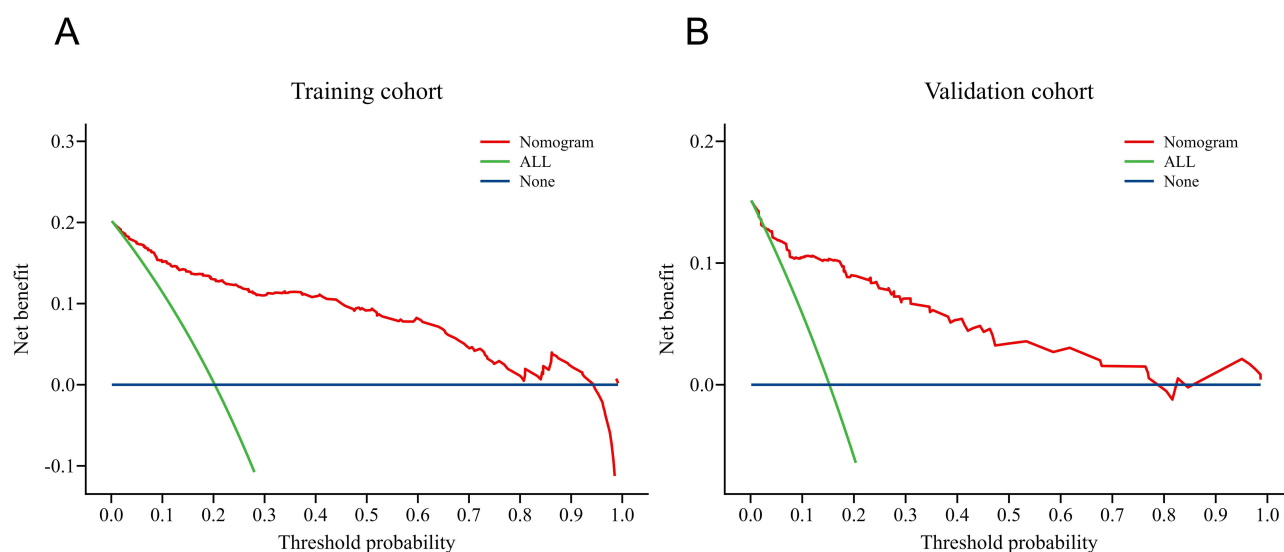 A
Training cohort
Nomogram
ALL
None
0.3
0.2
0.1
0.0
-0.1
Net benefit
0.0 0.1 0.2 0.3 0.4 0.5 0.6 0.7 0.8 0.9 1.0
Threshold probability
B
Validation cohort
Nomogram
ALL
None
0.2
0.1
0.0
Net benefit
0.0 0.1 0.2 0.3 0.4 0.5 0.6 0.7 0.8 0.9 1.0
Threshold probability